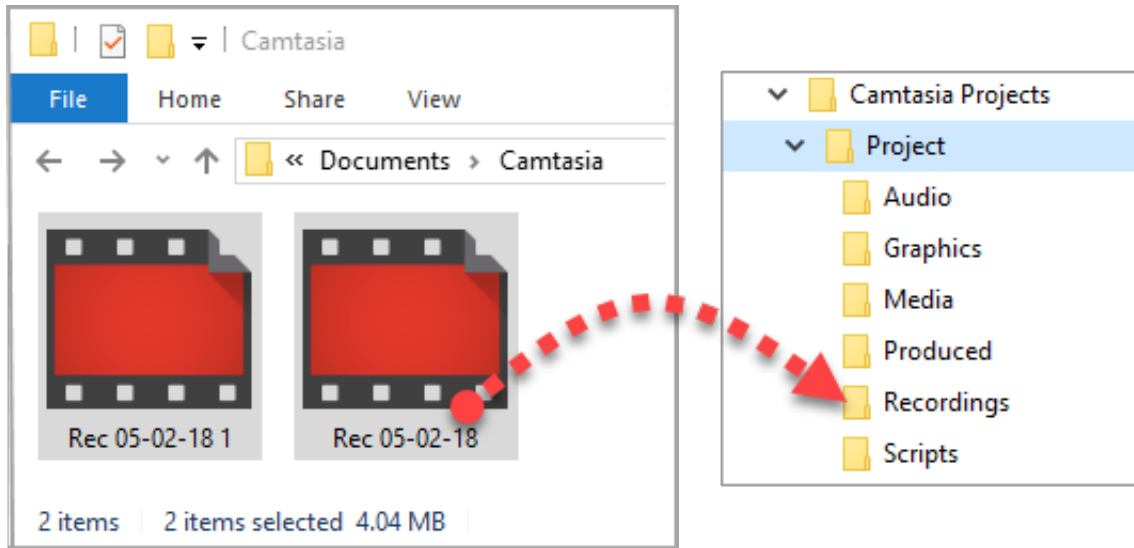 Camtasia
File Home Share View
« Documents > Camtasia
Rec 05-02-18 1 Rec 05-02-18
2 items 2 items selected 4.04 MB
Camtasia Projects
Project
Audio
Graphics
Media
Produced
Recordings
Scripts